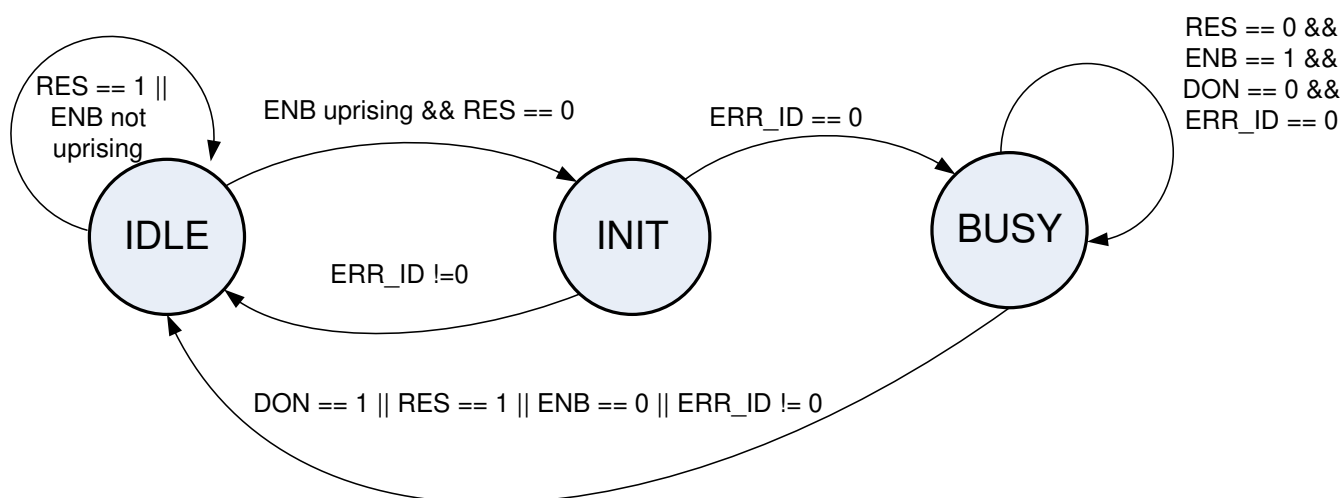 RES == 0 &&
ENB == 1 &&
DON == 0 &&
ERR_ID == 0
RES == 1 ||
ENB not
uprising
ENB uprising && RES == 0
ERR_ID == 0
IDLE
INIT
BUSY
ERR_ID !=0
DON == 1 || RES == 1 || ENB == 0 || ERR_ID != 0